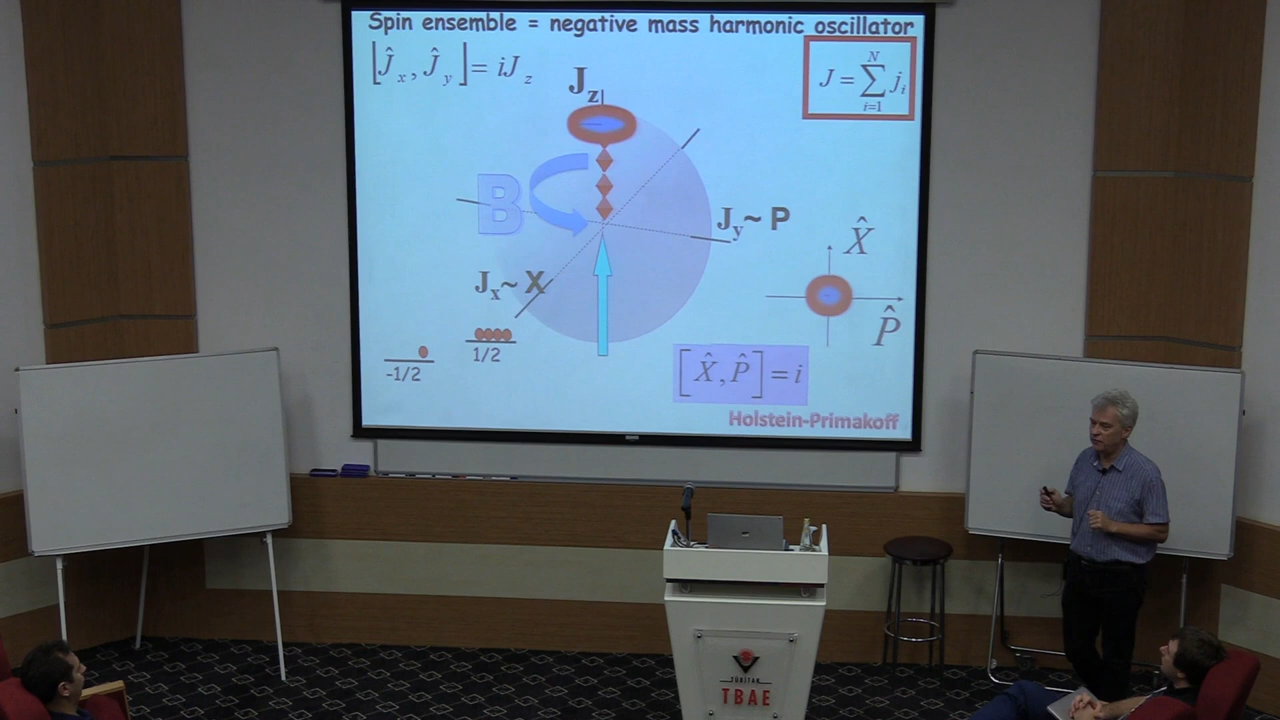 Spin ensemble = negative mass harmonic oscillator
[Ĵx, Ĵy] = iJz
J = ∑_{i=1}^{N} ji
Jz
B
Jy~ P
X̂
Jx~ X
P̂
1/2
-1/2
[X̂, P̂] = i
Holstein-Primakoff
TÜBİTAK
TBAE